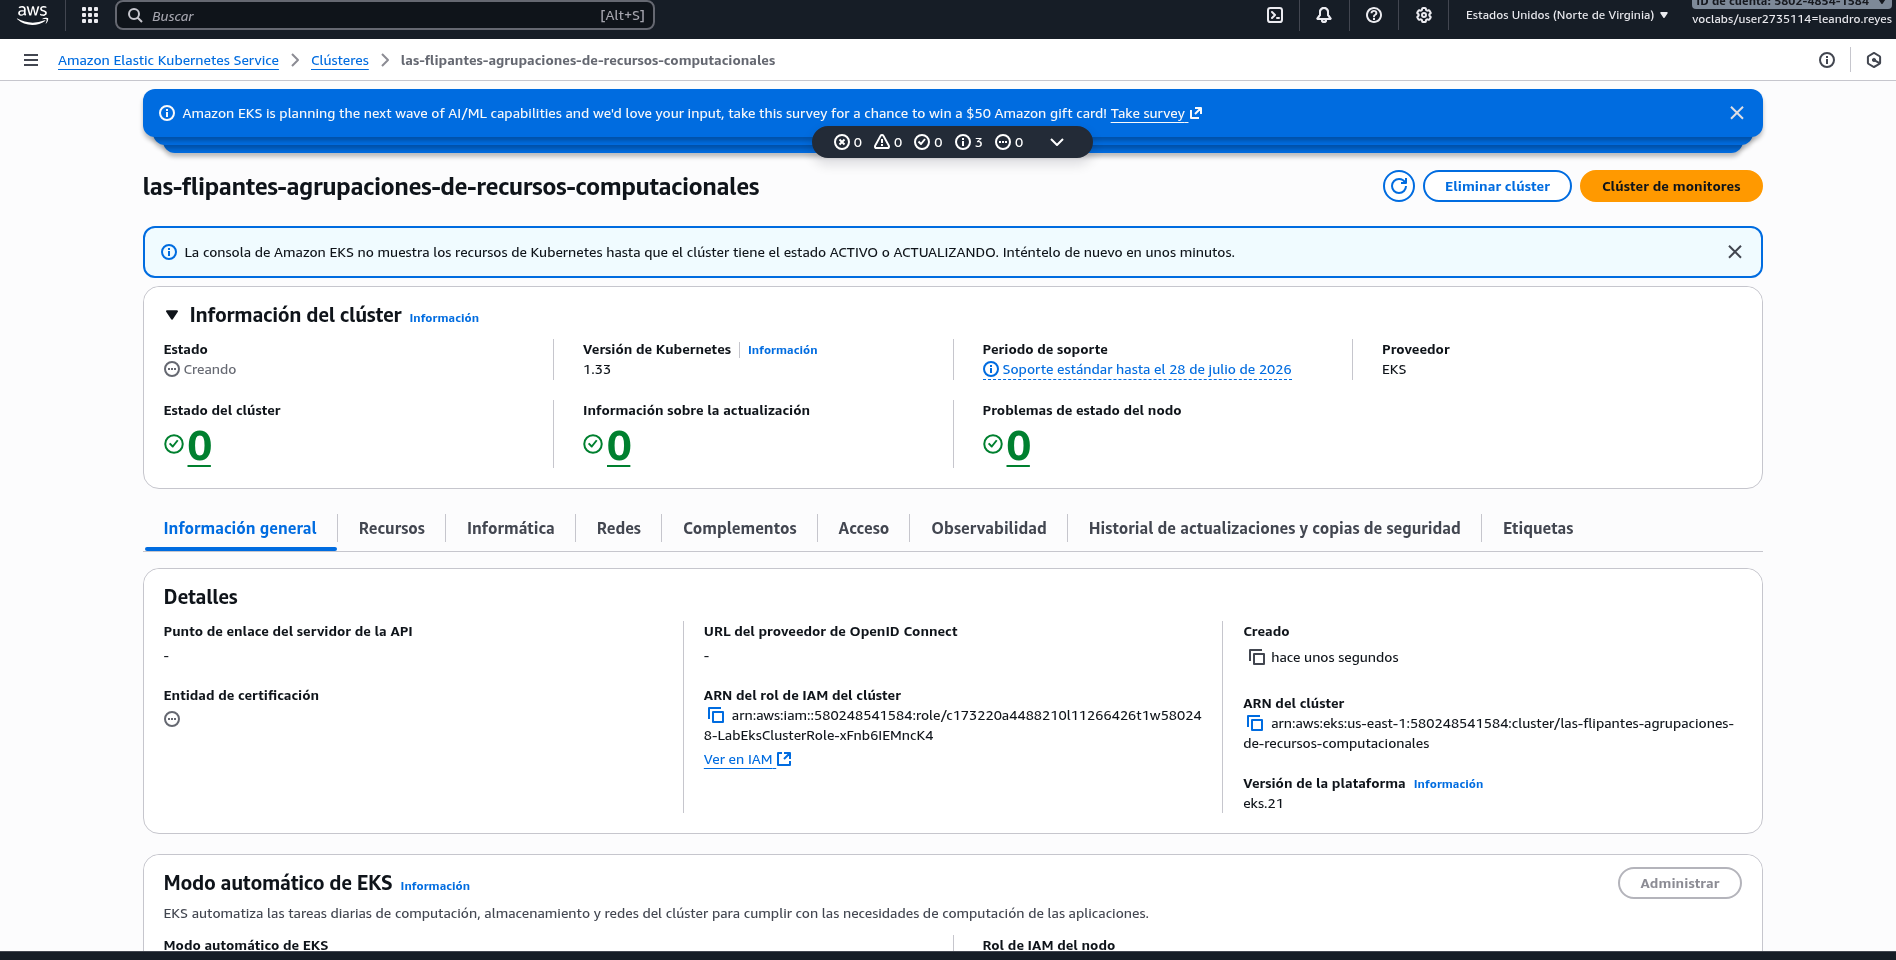 aws
Buscar
[Alt+S]
Estados Unidos (Norte de Virginia)
ID de cuenta: 5802-4854-1584
voclabs/user2735114=leandro.reyes
Amazon Elastic Kubernetes Service
Clústeres
las-flipantes-agrupaciones-de-recursos-computacionales
Amazon EKS is planning the next wave of AI/ML capabilities and we'd love your input, take this survey for a chance to win a $50 Amazon gift card! Take survey
0 0 0 3 0
las-flipantes-agrupaciones-de-recursos-computacionales
Eliminar clúster
Clúster de monitores
La consola de Amazon EKS no muestra los recursos de Kubernetes hasta que el clúster tiene el estado ACTIVO o ACTUALIZANDO. Inténtelo de nuevo en unos minutos.
Información del clúster Información
Estado
Creando
Versión de Kubernetes Información
1.33
Periodo de soporte
Soporte estándar hasta el 28 de julio de 2026
Proveedor
EKS
Estado del clúster
0
Información sobre la actualización
0
Problemas de estado del nodo
0
Información general
Recursos
Informática
Redes
Complementos
Acceso
Observabilidad
Historial de actualizaciones y copias de seguridad
Etiquetas
Detalles
Punto de enlace del servidor de la API
-
Entidad de certificación
URL del proveedor de OpenID Connect
-
ARN del rol de IAM del clúster
arn:aws:iam::580248541584:role/c173220a4488210l11266426t1w58024
8-LabEksClusterRole-xFnb6IEMncK4
Ver en IAM
Creado
hace unos segundos
ARN del clúster
arn:aws:eks:us-east-1:580248541584:cluster/las-flipantes-agrupaciones-
de-recursos-computacionales
Versión de la plataforma Información
eks.21
Modo automático de EKS Información
Administrar
EKS automatiza las tareas diarias de computación, almacenamiento y redes del clúster para cumplir con las necesidades de computación de las aplicaciones.
Modo automático de EKS
Rol de IAM del nodo